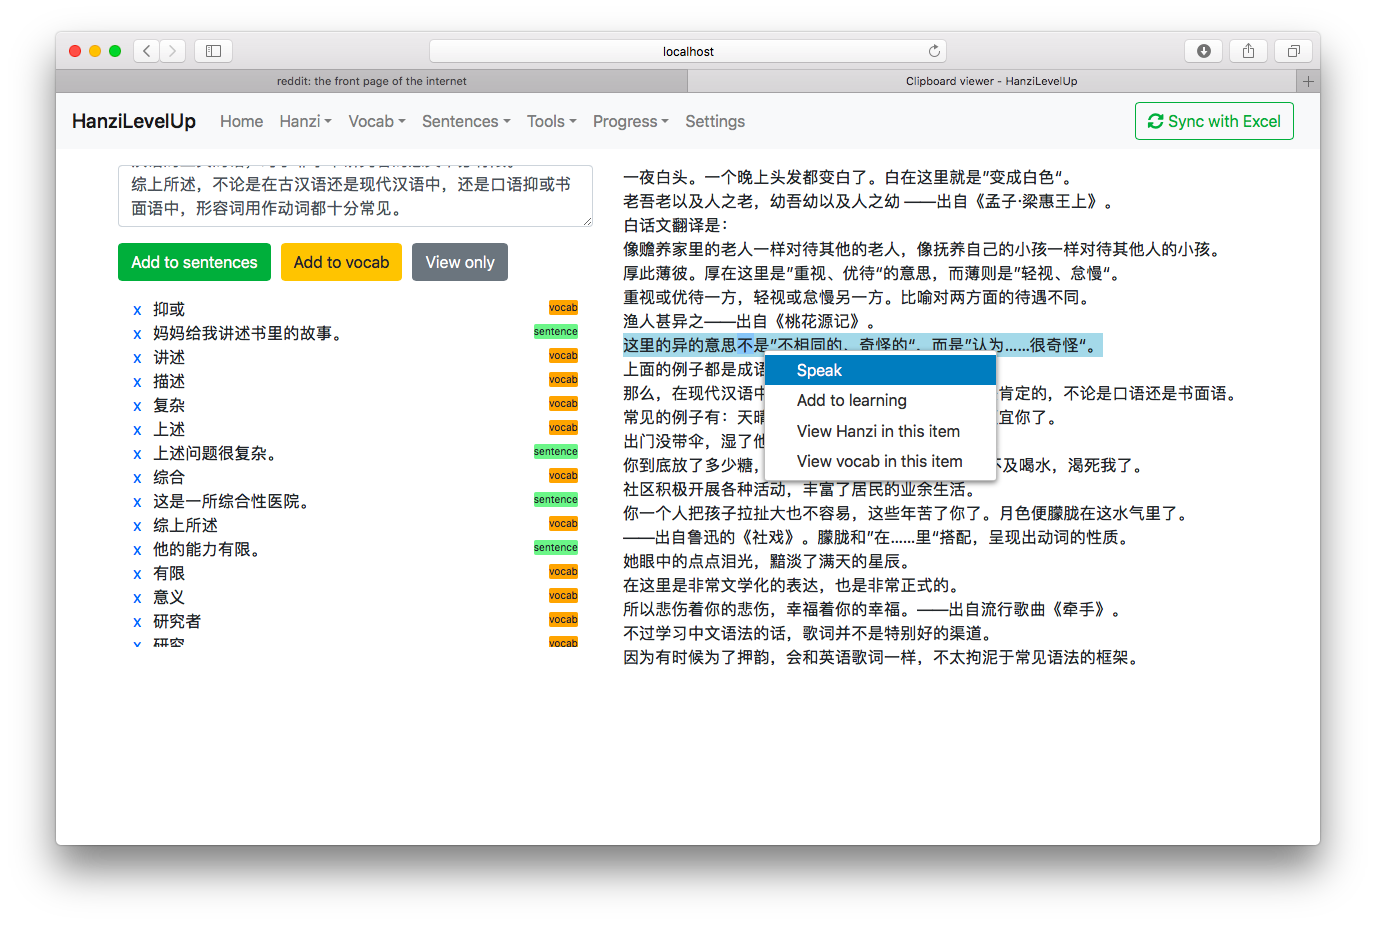 localhost
reddit: the front page of the internet
Clipboard viewer - HanziLevelUp
HanziLevelUp
Home
Hanzi
Vocab
Sentences
Tools
Progress
Settings
Sync with Excel
综上所述，不论是在古汉语还是现代汉语中，还是口语抑或书
面语中，形容词用作动词都十分常见。
Add to sentences
Add to vocab
View only
x 抑或 vocab
x 妈妈给我讲述书里的故事。 sentence
x 讲述 vocab
x 描述 vocab
x 复杂 vocab
x 上述 vocab
x 上述问题很复杂。 sentence
x 综合 vocab
x 这是一所综合性医院。 sentence
x 综上所述 vocab
x 他的能力有限。 sentence
x 有限 vocab
x 意义 vocab
x 研究者 vocab
x 研究 vocab
一夜白头。一个晚上头发都变白了。白在这里就是”变成白色“。
老吾老以及人之老，幼吾幼以及人之幼 ——出自《孟子·梁惠王上》。
白话文翻译是：
像赡养家里的老人一样对待其他的老人，像抚养自己的小孩一样对待其他人的小孩。
厚此薄彼。厚在这里是”重视、优待“的意思，而薄则是”轻视、怠慢“。
重视或优待一方，轻视或怠慢另一方。比喻对两方面的待遇不同。
渔人甚异之——出自《桃花源记》。
这里的异的意思不是”不相同的、奇怪的“，而是”认为……很奇怪“。
上面的例子都是成语
那么，在现代汉语中 肯定的，不论是口语还是书面语。
常见的例子有：天晴 宜你了。
出门没带伞，湿了他
你到底放了多少糖， 不及喝水，渴死我了。
社区积极开展各种活动，丰富了居民的业余生活。
你一个人把孩子拉扯大也不容易，这些年苦了你了。月色便朦胧在这水气里了。
——出自鲁迅的《社戏》。朦胧和”在……里“搭配，呈现出动词的性质。
她眼中的点点泪光，黯淡了满天的星辰。
在这里是非常文学化的表达，也是非常正式的。
所以悲伤着你的悲伤，幸福着你的幸福。——出自流行歌曲《牵手》。
不过学习中文语法的话，歌词并不是特别好的渠道。
因为有时候为了押韵，会和英语歌词一样，不太拘泥于常见语法的框架。
Speak
Add to learning
View Hanzi in this item
View vocab in this item